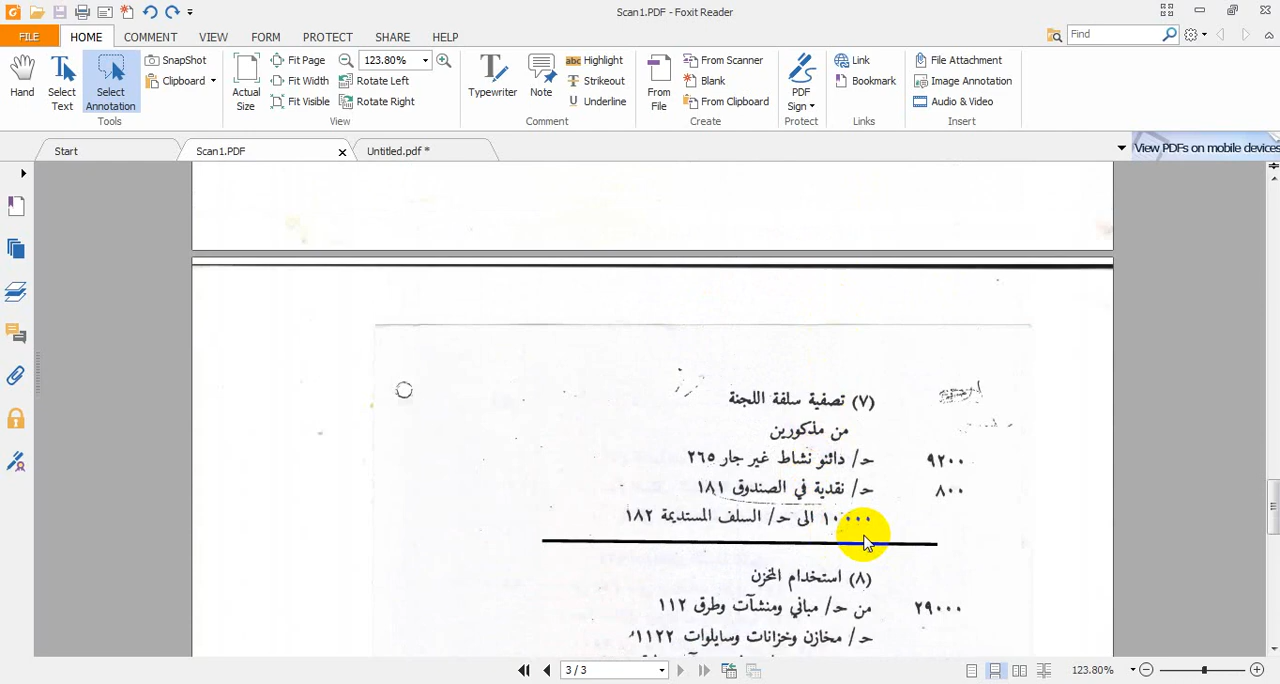 Scan1.PDF - Foxit Reader
FILE HOME COMMENT VIEW FORM PROTECT SHARE HELP Find
Hand Select Text Select Annotation SnapShot Clipboard
Tools
Actual Size Fit Page Fit Width Fit Visible 123.80% Rotate Left Rotate Right
View
Typewriter Note Highlight Strikeout Underline
Comment
From File From Scanner Blank From Clipboard
Create
PDF Sign
Protect
Link Bookmark
Links
File Attachment Image Annotation Audio & Video
Insert
Start Scan1.PDF Untitled.pdf * View PDFs on mobile devices
(٧) تصفية سلفة اللجنة
من مذكورين
٩٢٠٠ حـ/ دائنو نشاط غير جار ٢٦٥
٨٠٠ حـ/ نقدية في الصندوق ١٨١
١٠٠٠٠ الى حـ/ السلف المستديمة ١٨٢
(٨) استخدام المخزن
٢٩٠٠٠ من حـ/ مباني ومنشآت وطرق ١١٢
حـ/ مخازن وخزانات وسايلوات ١١٢٢
3 / 3 123.80%